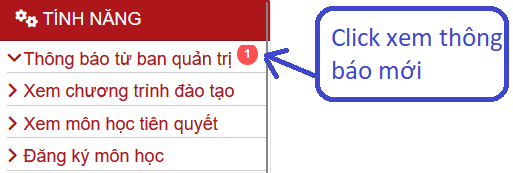 TÍNH NĂNG
Thông báo từ ban quản trị 1
Xem chương trình đào tạo
Xem môn học tiên quyết
Đăng ký môn học
Click xem thông
báo mới